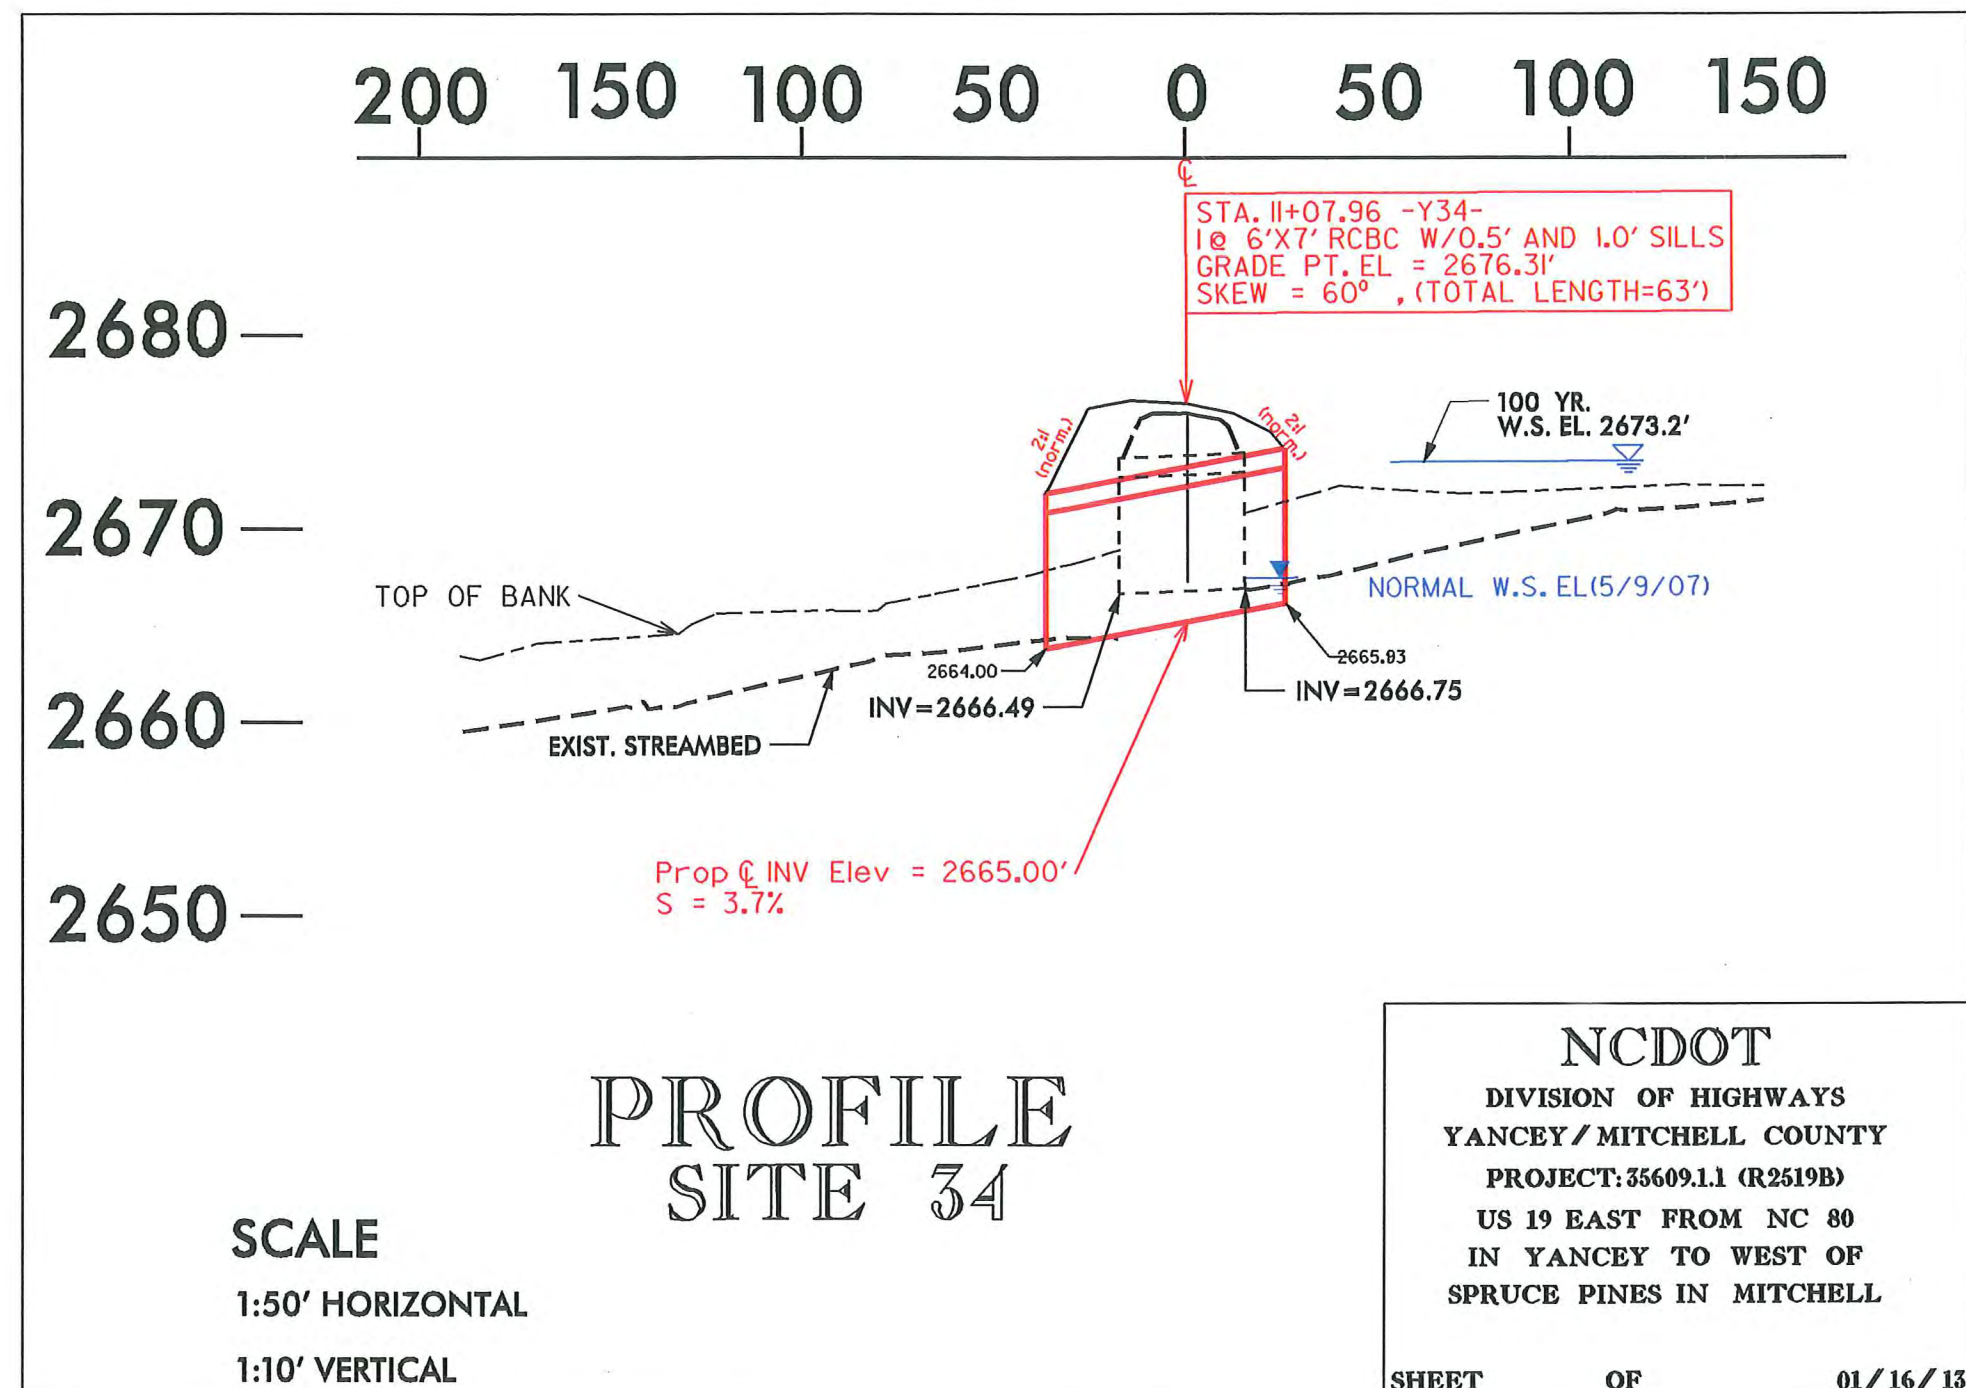 200 150 100 50 0 50 100 150
℄
STA. 11+07.96 -Y34-
1 @ 6'X7' RCBC W/0.5' AND 1.0' SILLS
GRADE PT. EL = 2676.31'
SKEW = 60° , (TOTAL LENGTH=63')
2680
2:1
(norm.)
2:1
(norm.)
100 YR.
W.S. EL. 2673.2'
2670
TOP OF BANK
NORMAL W.S. EL(5/9/07)
2664.00
2665.93
INV=2666.49
INV=2666.75
2660
EXIST. STREAMBED
Prop ℄ INV Elev = 2665.00'
S = 3.7%
2650
PROFILE
SITE 34
SCALE
1:50' HORIZONTAL
1:10' VERTICAL
NCDOT
DIVISION OF HIGHWAYS
YANCEY/MITCHELL COUNTY
PROJECT: 35609.1.1 (R2519B)
US 19 EAST FROM NC 80
IN YANCEY TO WEST OF
SPRUCE PINES IN MITCHELL
SHEET OF 01/16/13